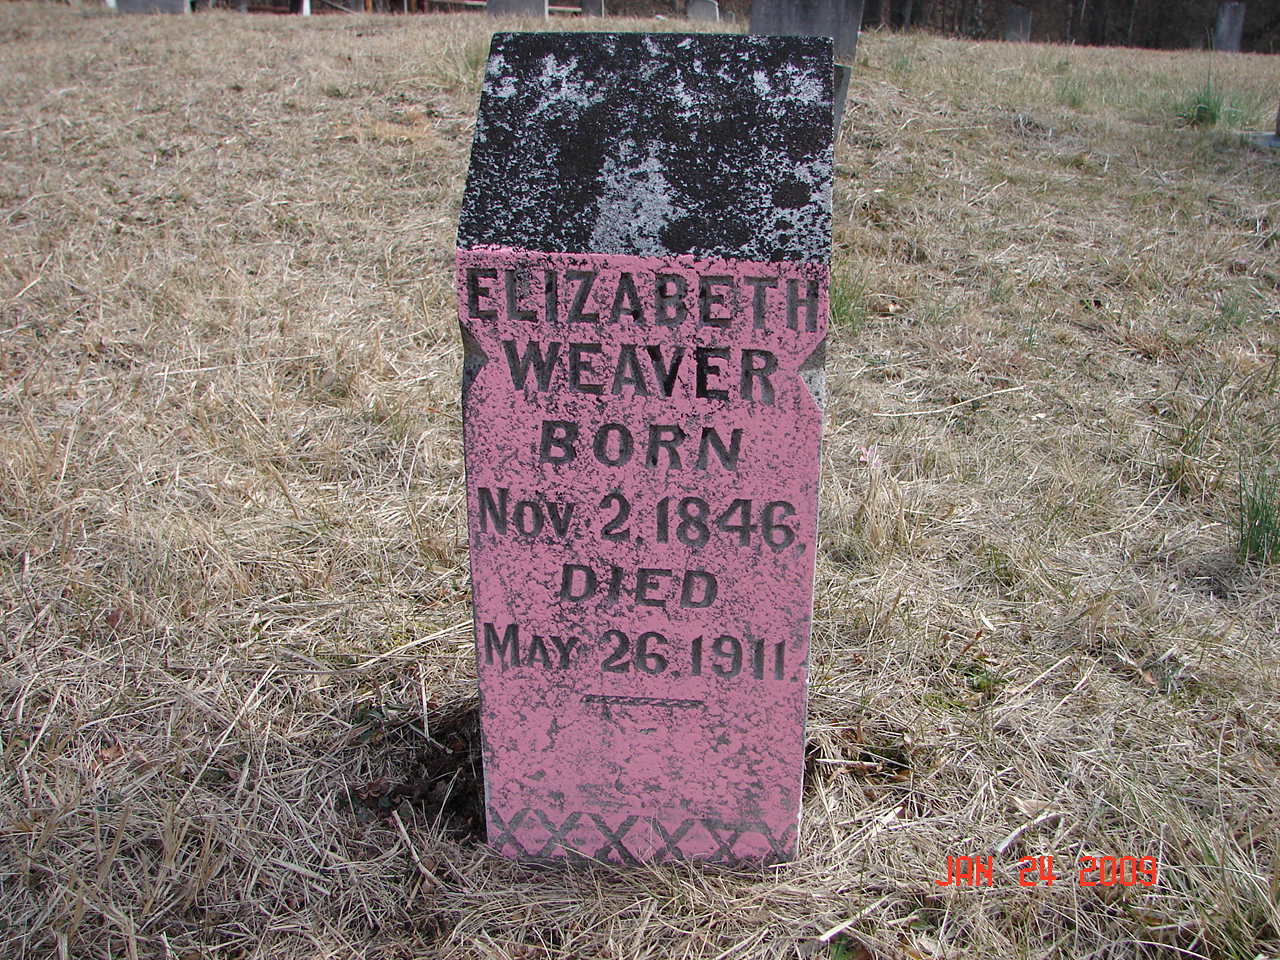 ELIZABETH
WEAVER
BORN
NOV. 2. 1846.
DIED
MAY 26. 1911.
JAN 24 2009